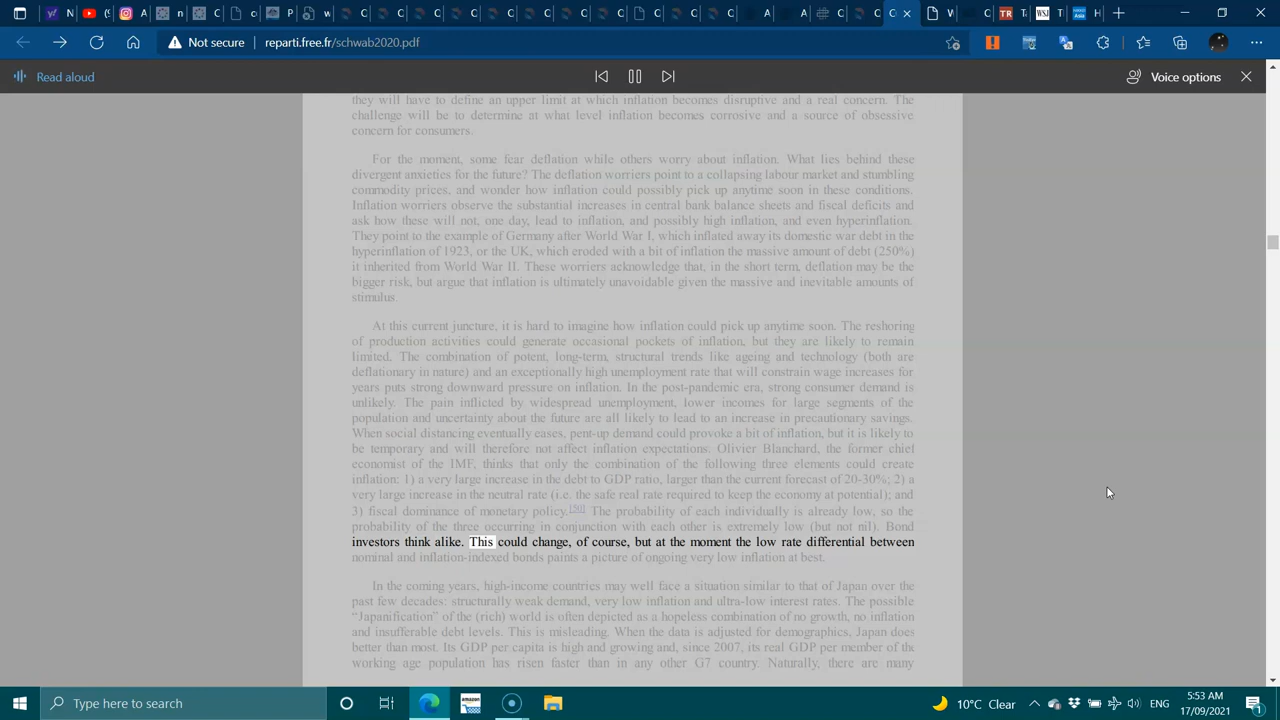 Not secure
reparti.free.fr/schwab2020.pdf
Read aloud
Voice options
they will have to define an upper limit at which inflation becomes disruptive and a real concern. The
challenge will be to determine at what level inflation becomes corrosive and a source of obsessive
concern for consumers.
For the moment, some fear deflation while others worry about inflation. What lies behind these
divergent anxieties for the future? The deflation worriers point to a collapsing labour market and stumbling
commodity prices, and wonder how inflation could possibly pick up anytime soon in these conditions.
Inflation worriers observe the substantial increases in central bank balance sheets and fiscal deficits and
ask how these will not, one day, lead to inflation, and possibly high inflation, and even hyperinflation.
They point to the example of Germany after World War I, which inflated away its domestic war debt in the
hyperinflation of 1923, or the UK, which eroded with a bit of inflation the massive amount of debt (250%)
it inherited from World War II. These worriers acknowledge that, in the short term, deflation may be the
bigger risk, but argue that inflation is ultimately unavoidable given the massive and inevitable amounts of
stimulus.
At this current juncture, it is hard to imagine how inflation could pick up anytime soon. The reshoring
of production activities could generate occasional pockets of inflation, but they are likely to remain
limited. The combination of potent, long-term, structural trends like ageing and technology (both are
deflationary in nature) and an exceptionally high unemployment rate that will constrain wage increases for
years puts strong downward pressure on inflation. In the post-pandemic era, strong consumer demand is
unlikely. The pain inflicted by widespread unemployment, lower incomes for large segments of the
population and uncertainty about the future are all likely to lead to an increase in precautionary savings.
When social distancing eventually eases, pent-up demand could provoke a bit of inflation, but it is likely to
be temporary and will therefore not affect inflation expectations. Olivier Blanchard, the former chief
economist of the IMF, thinks that only the combination of the following three elements could create
inflation: 1) a very large increase in the debt to GDP ratio, larger than the current forecast of 20-30%; 2) a
very large increase in the neutral rate (i.e. the safe real rate required to keep the economy at potential); and
3) fiscal dominance of monetary policy.[50] The probability of each individually is already low, so the
probability of the three occurring in conjunction with each other is extremely low (but not nil). Bond
investors think alike. This could change, of course, but at the moment the low rate differential between
nominal and inflation-indexed bonds paints a picture of ongoing very low inflation at best.
In the coming years, high-income countries may well face a situation similar to that of Japan over the
past few decades: structurally weak demand, very low inflation and ultra-low interest rates. The possible
“Japanification” of the (rich) world is often depicted as a hopeless combination of no growth, no inflation
and insufferable debt levels. This is misleading. When the data is adjusted for demographics, Japan does
better than most. Its GDP per capita is high and growing and, since 2007, its real GDP per member of the
working age population has risen faster than in any other G7 country. Naturally, there are many
Type here to search
amazon
10°C Clear
ENG
5:53 AM
17/09/2021